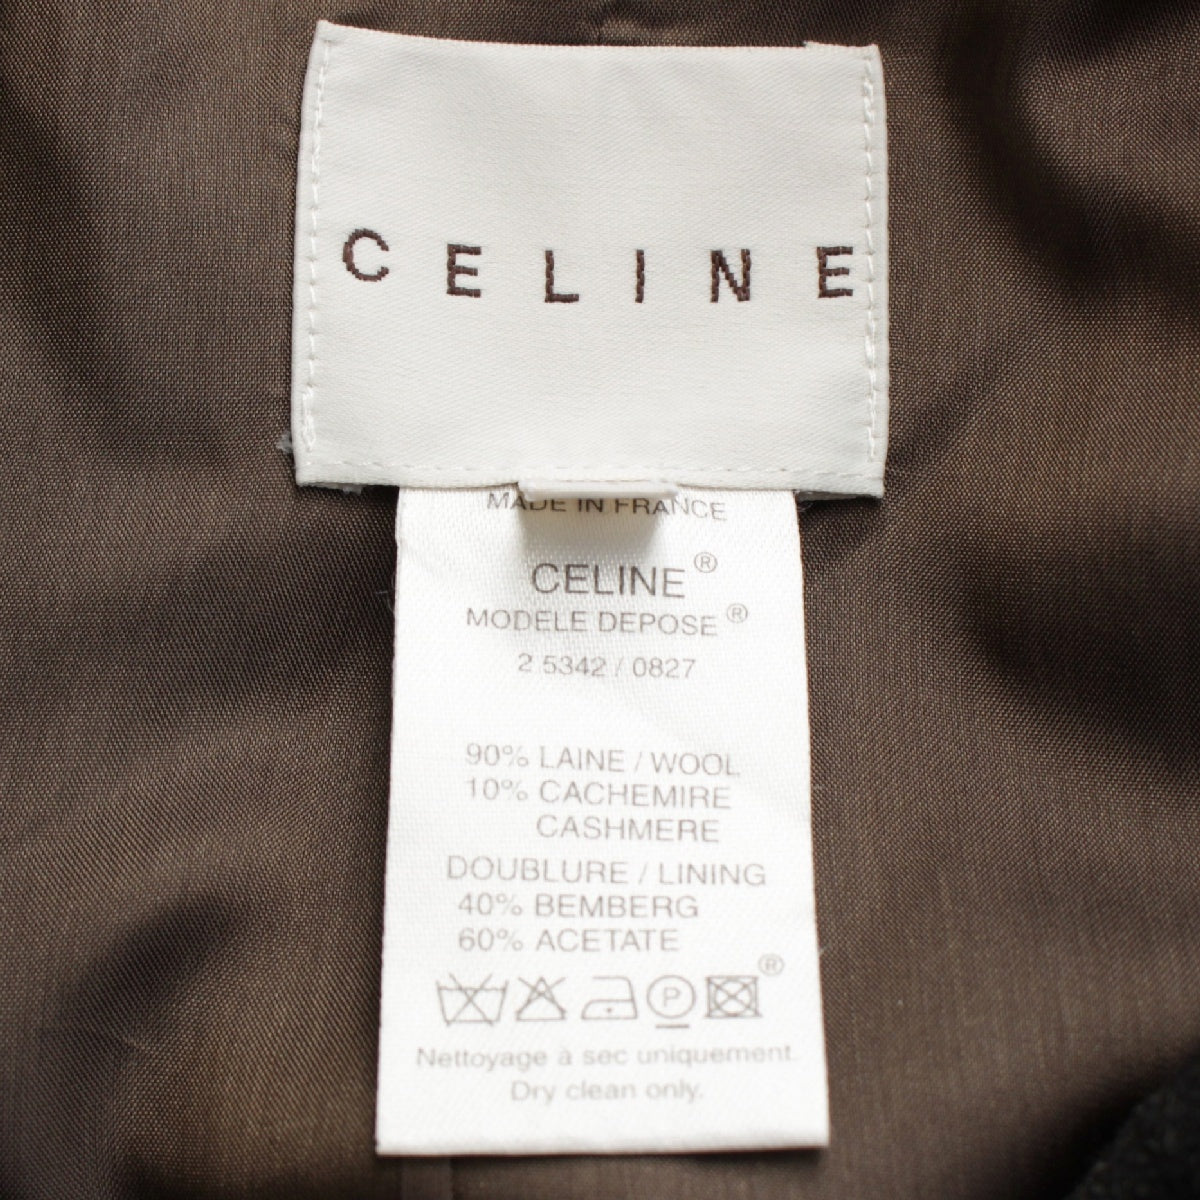 CELINE
MADE IN FRANCE
CELINE®
MODELE DEPOSE®
2 5342 / 0827
90% LAINE / WOOL
10% CACHEMIRE
CASHMERE
DOUBLURE / LINING
40% BEMBERG
60% ACETATE
P ®
Nettoyage à sec uniquement.
Dry clean only.